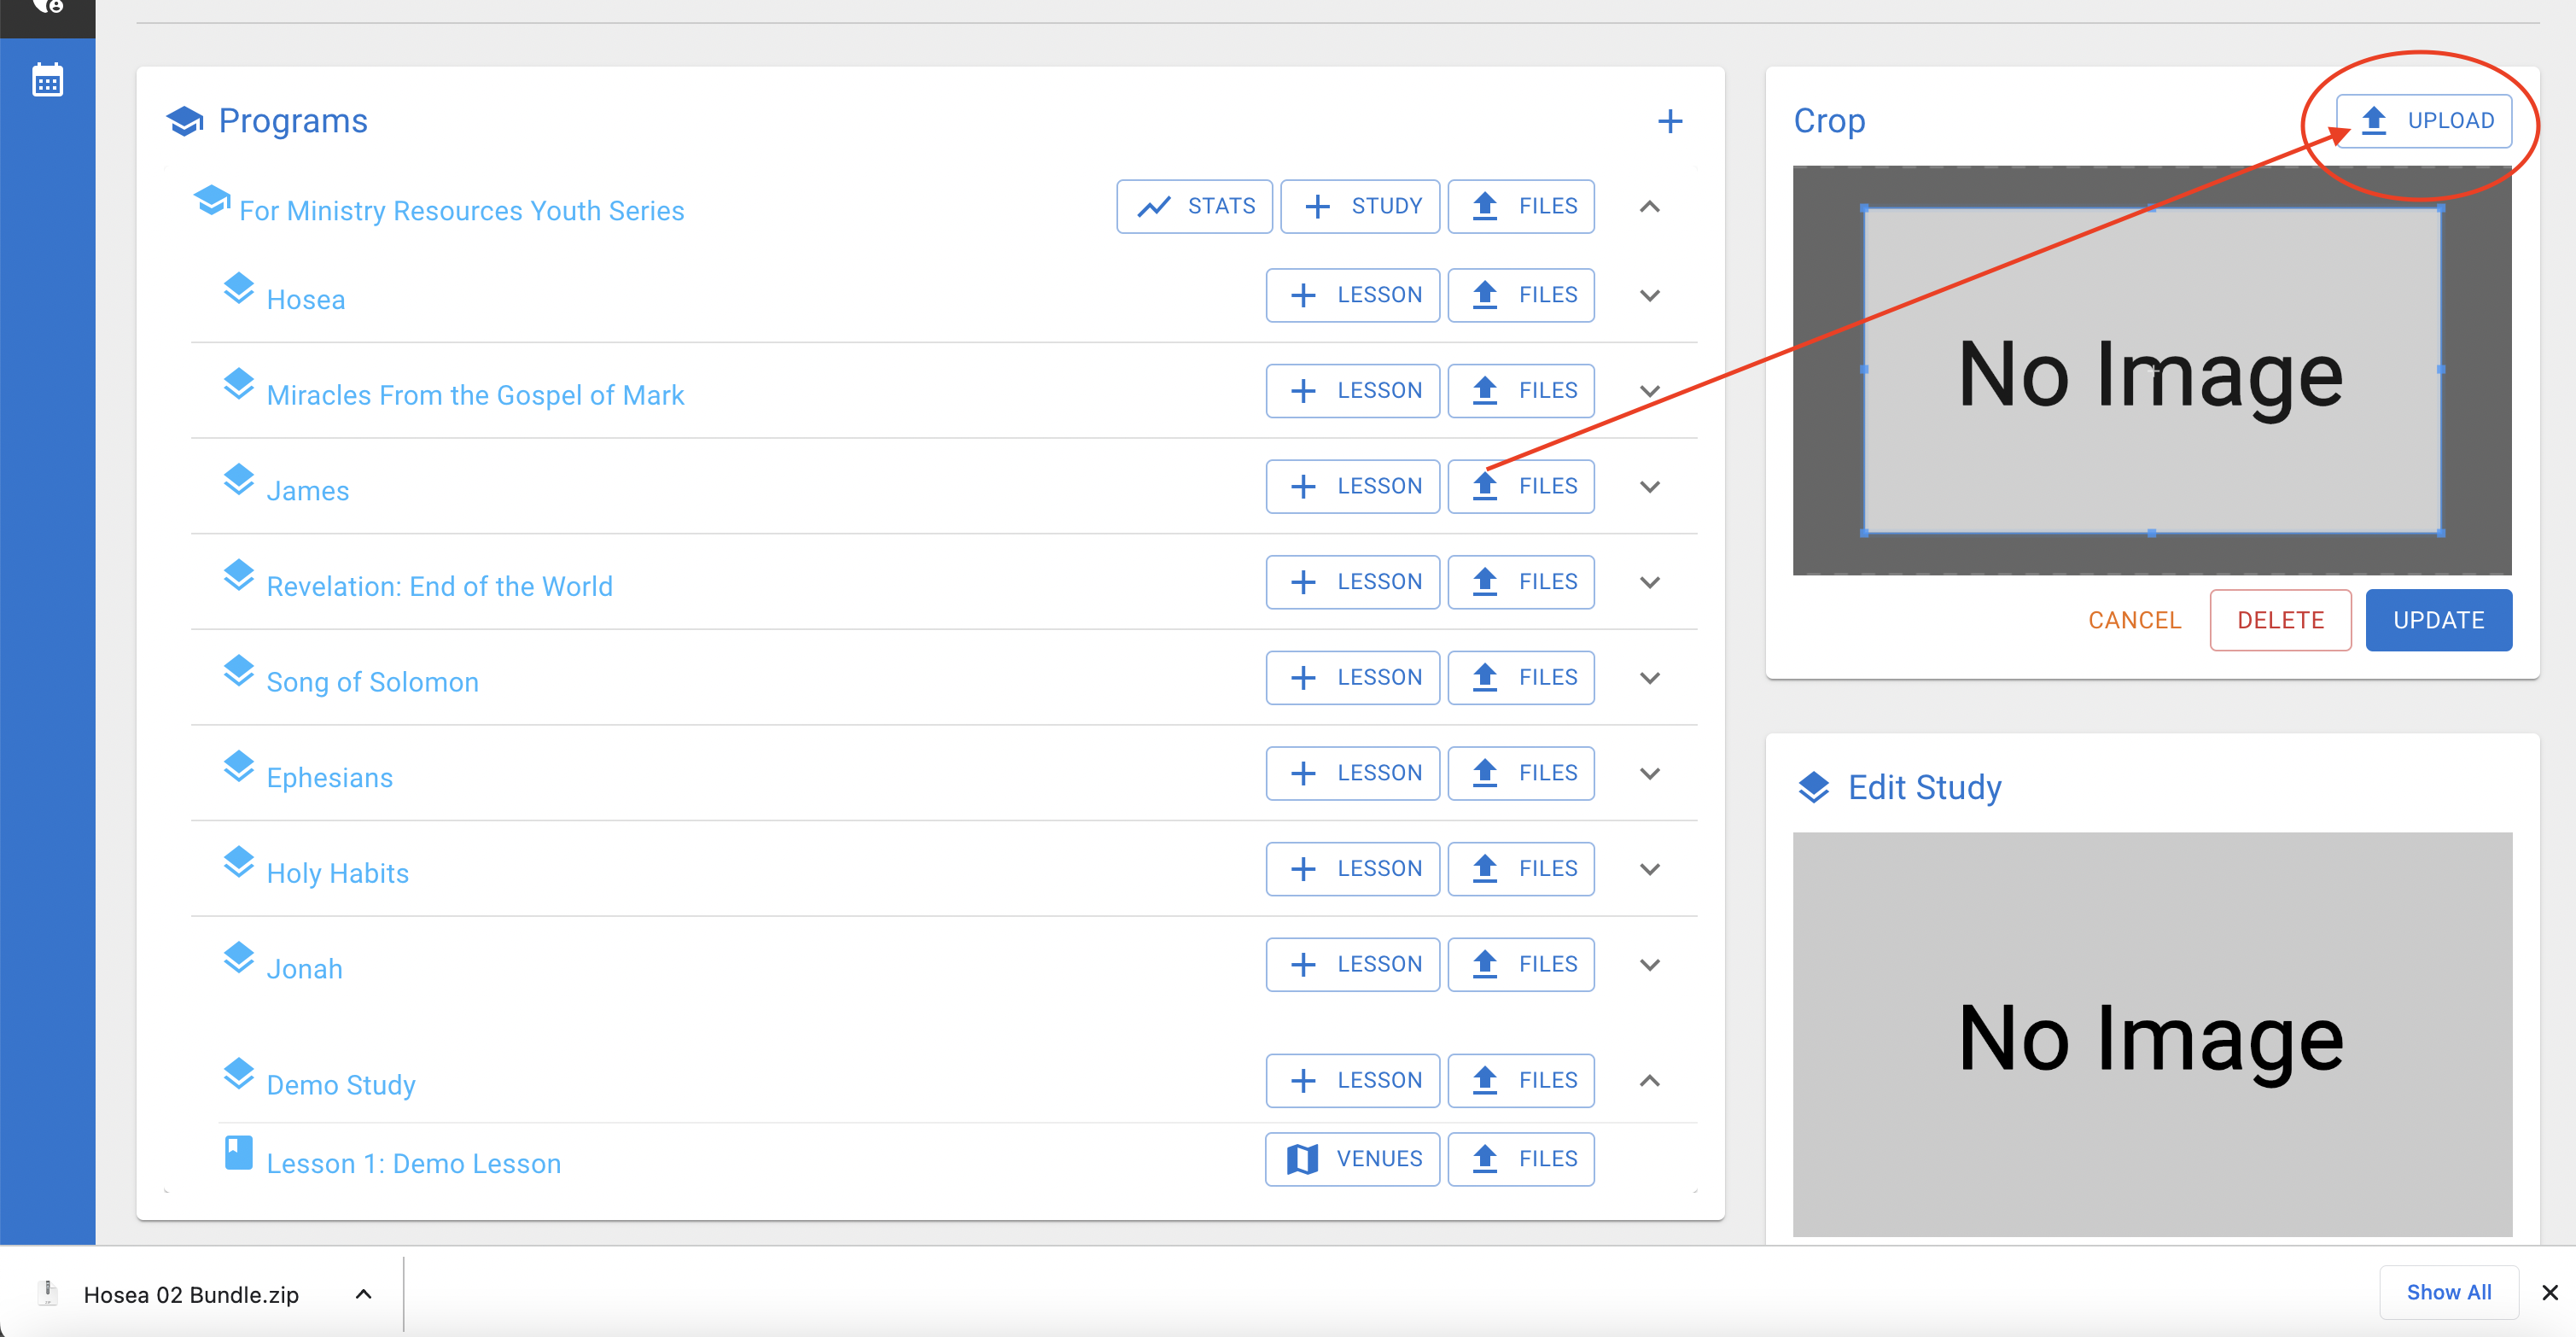 Programs
For Ministry Resources Youth Series STATS STUDY FILES
Hosea LESSON FILES
Miracles From the Gospel of Mark LESSON FILES
James LESSON FILES
Revelation: End of the World LESSON FILES
Song of Solomon LESSON FILES
Ephesians LESSON FILES
Holy Habits LESSON FILES
Jonah LESSON FILES
Demo Study LESSON FILES
Lesson 1: Demo Lesson VENUES FILES
Crop UPLOAD
No Image
CANCEL DELETE UPDATE
Edit Study
No Image
Hosea 02 Bundle.zip
Show All